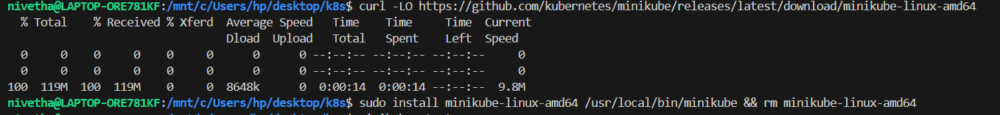 nivetha@LAPTOP-ORE781KF:/mnt/c/Users/hp/desktop/k8s$ curl -LO https://github.com/kubernetes/minikube/releases/latest/download/minikube-linux-amd64
  % Total    % Received % Xferd  Average Speed   Time    Time     Time  Current
                                 Dload  Upload   Total   Spent    Left  Speed
  0     0    0     0    0     0      0      0 --:--:-- --:--:-- --:--:--     0
  0     0    0     0    0     0      0      0 --:--:-- --:--:-- --:--:--     0
100  119M  100  119M    0     0  8648k      0  0:00:14  0:00:14 --:--:--  9.8M
nivetha@LAPTOP-ORE781KF:/mnt/c/Users/hp/desktop/k8s$ sudo install minikube-linux-amd64 /usr/local/bin/minikube && rm minikube-linux-amd64